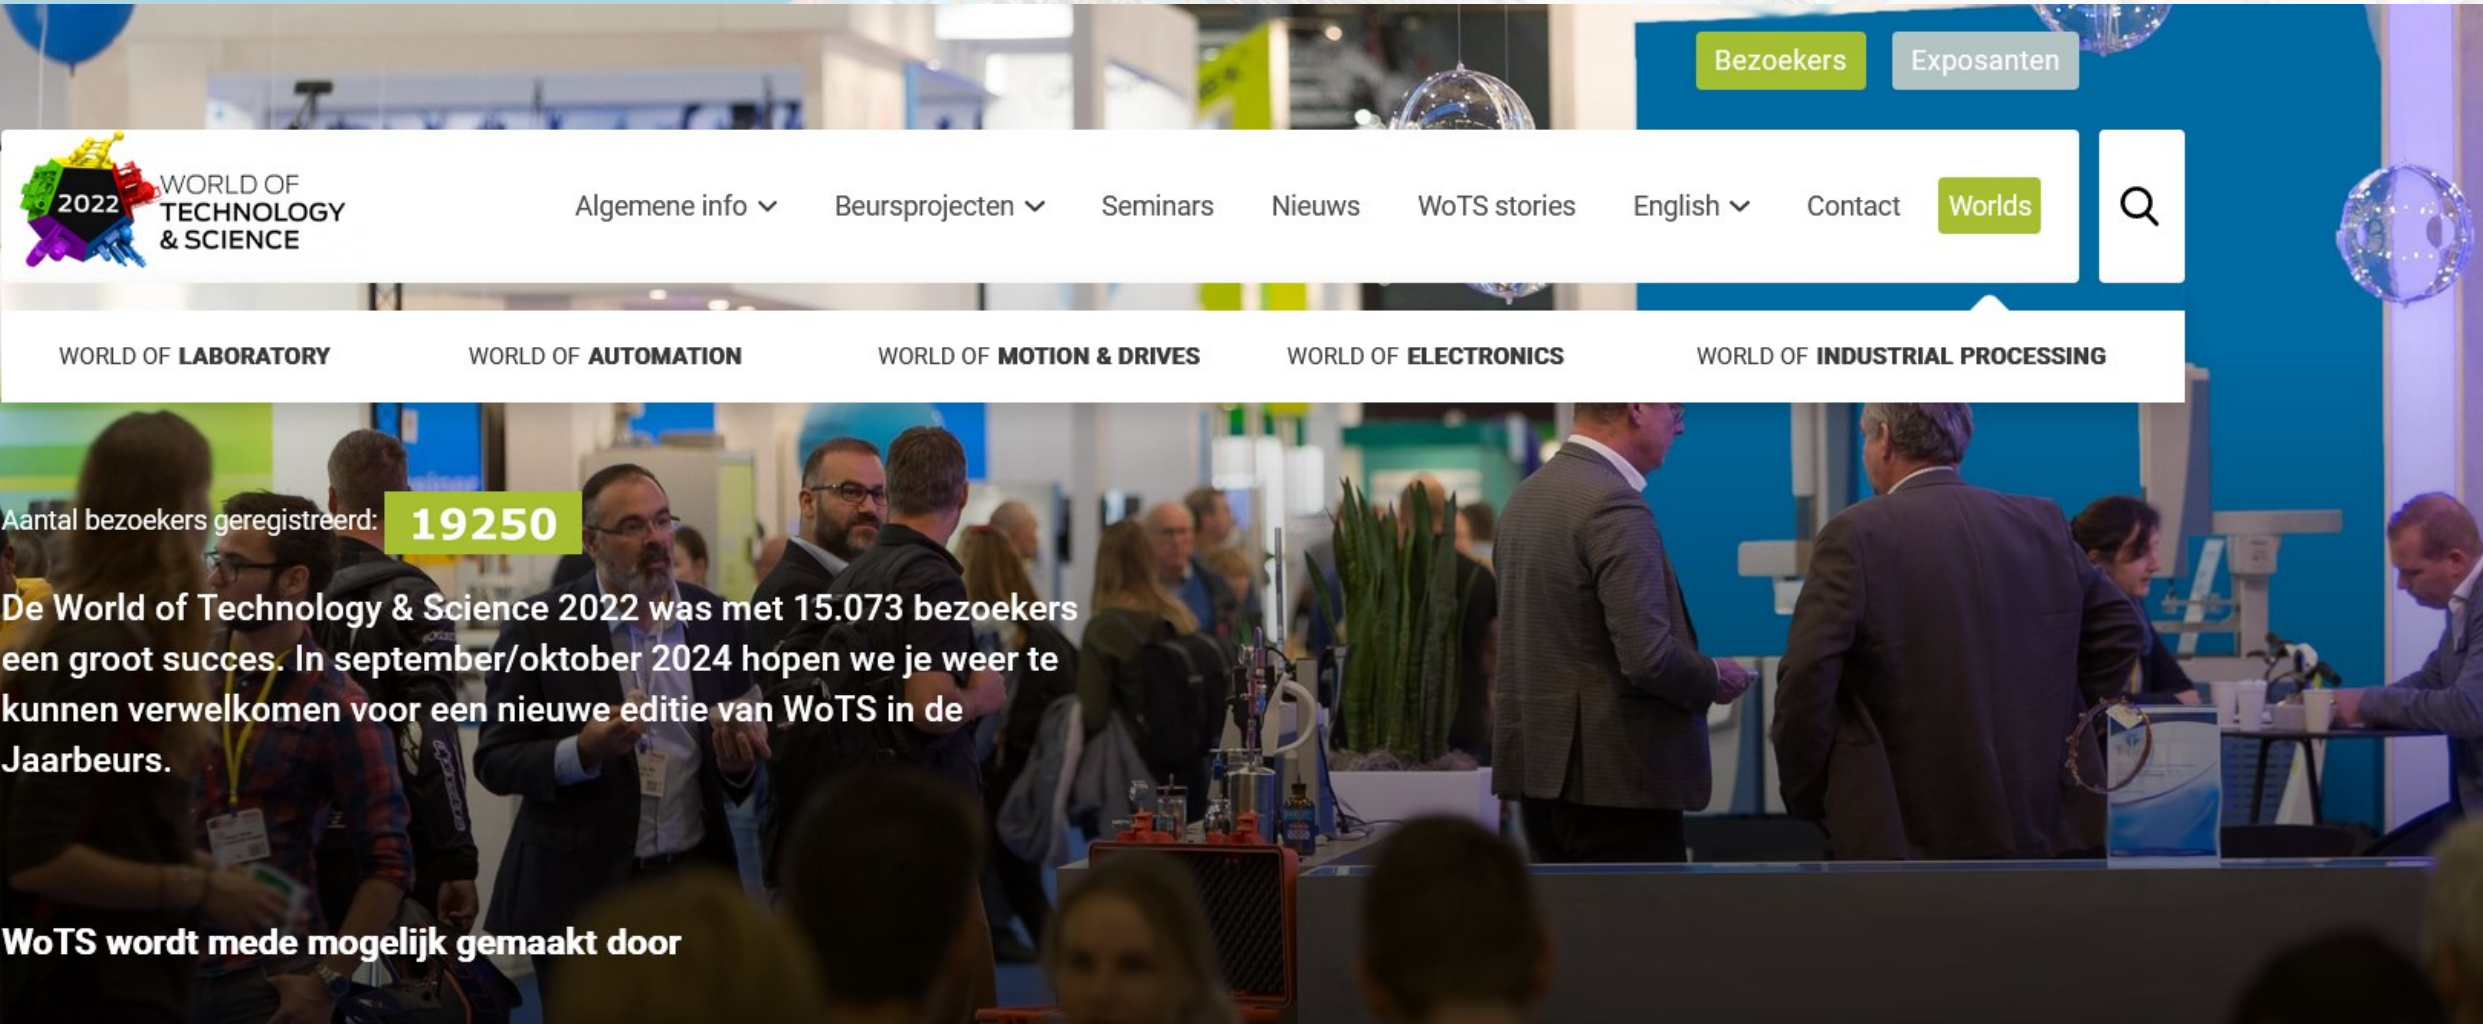 Bezoekers
Exposanten
2022
WORLD OF
TECHNOLOGY
& SCIENCE
Algemene info
Beursprojecten
Seminars
Nieuws
WoTS stories
English
Contact
Worlds
WORLD OF LABORATORY
WORLD OF AUTOMATION
WORLD OF MOTION & DRIVES
WORLD OF ELECTRONICS
WORLD OF INDUSTRIAL PROCESSING
Aantal bezoekers geregistreerd: 19250
De World of Technology & Science 2022 was met 15.073 bezoekers
een groot succes. In september/oktober 2024 hopen we je weer te
kunnen verwelkomen voor een nieuwe editie van WoTS in de
Jaarbeurs.
WoTS wordt mede mogelijk gemaakt door